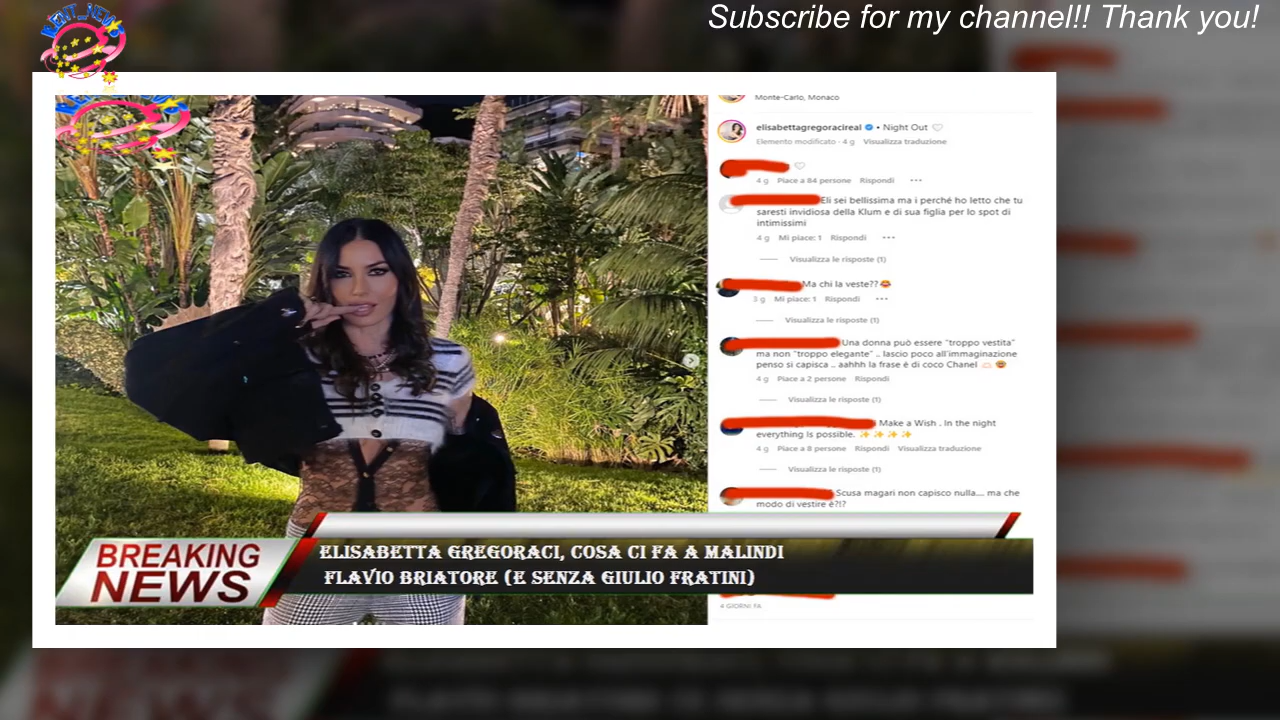 Subscribe for my channel!! Thank you!
KENT_NEWS
Monte-Carlo, Monaco
elisabettagregoracireal • Night Out
Elemento modificato · 4 g Visualizza traduzione
4 g Piace a 84 persone Rispondi •••
Eli sei bellissima ma i perché ho letto che tu
saresti invidiosa della Klum e di sua figlia per lo spot di
intimissimi
4 g Mi piace: 1 Rispondi •••
Visualizza le risposte (1)
Ma chi la veste??
3 g Mi piace: 1 Rispondi •••
Visualizza le risposte (1)
Una donna può essere "troppo vestita"
ma non "troppo elegante" .. lascio poco all'immaginazione
penso si capisca .. aahhh la frase è di coco Chanel
4 g Piace a 2 persone Rispondi
Visualizza le risposte (1)
Make a Wish . In the night
everything Is possible. ✨✨✨✨
4 g Piace a 8 persone Rispondi Visualizza traduzione
Visualizza le risposte (1)
Scusa magari non capisco nulla.... ma che
modo di vestire è?!?
BREAKING
NEWS
ELISABETTA GREGORACI, COSA CI FA A MALINDI
FLAVIO BRIATORE (E SENZA GIULIO FRATINI)
4 GIORNI FA